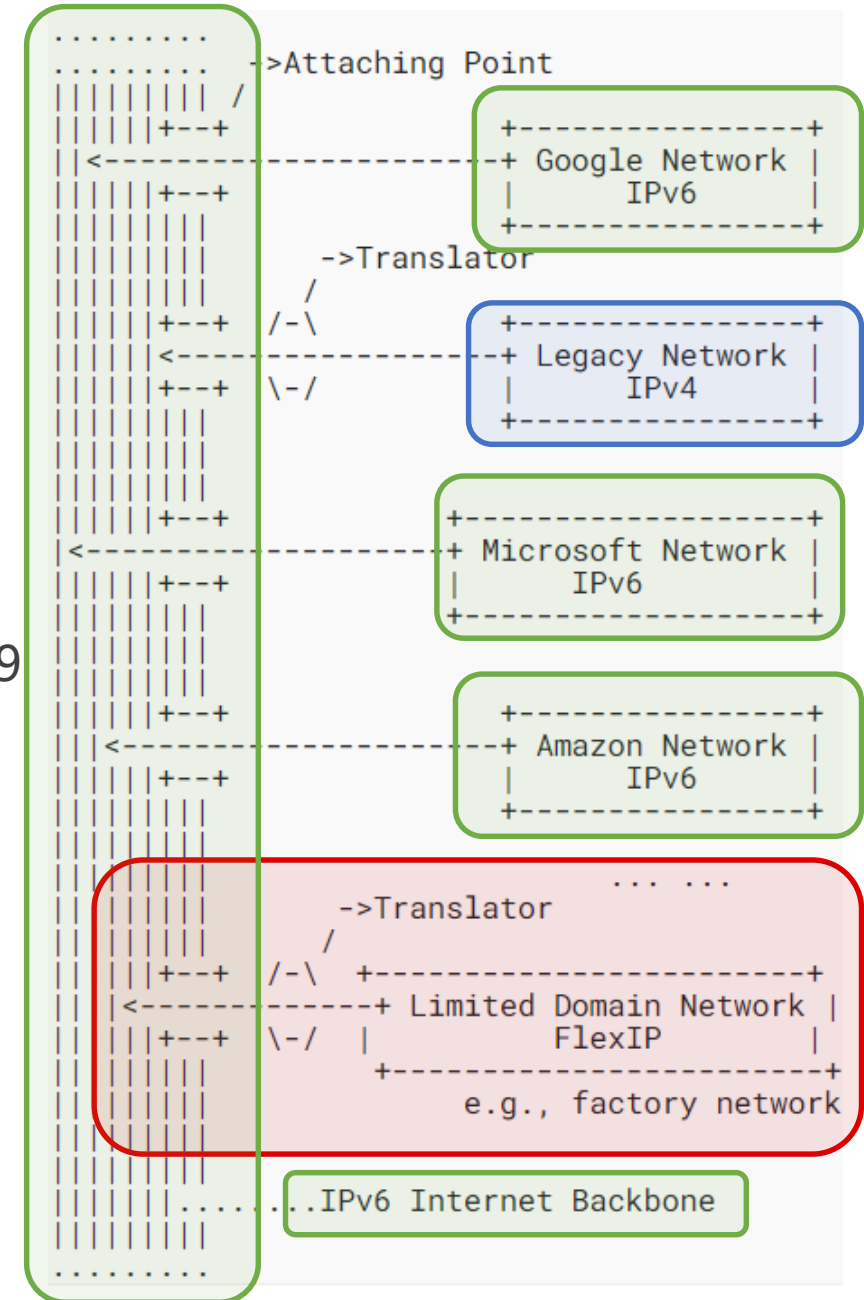 ->Attaching Point
Google Network
IPv6
->Translator
Legacy Network
IPv4
Microsoft Network
IPv6
9
Amazon Network
IPv6
... ...
->Translator
Limited Domain Network
FlexIP
e.g., factory network
IPv6 Internet Backbone